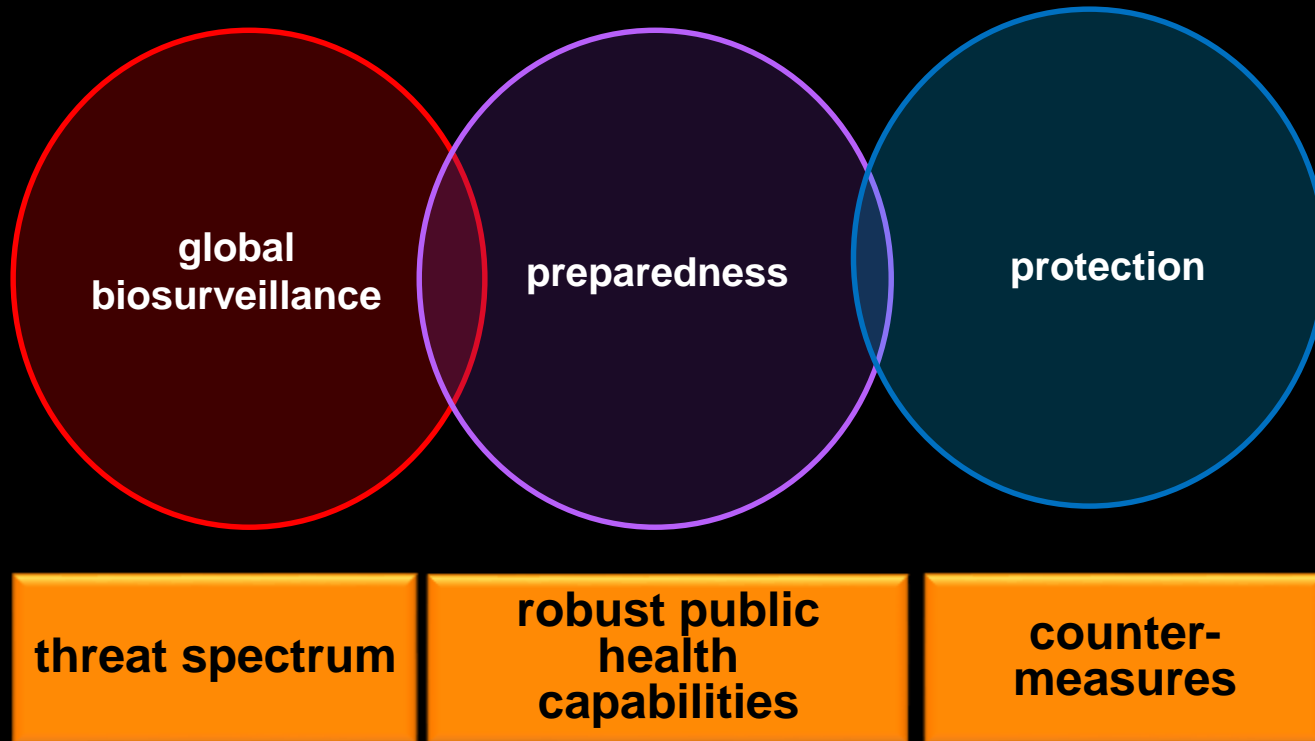 global
biosurveillance
preparedness
protection
threat spectrum
robust public
health
capabilities
counter-
measures